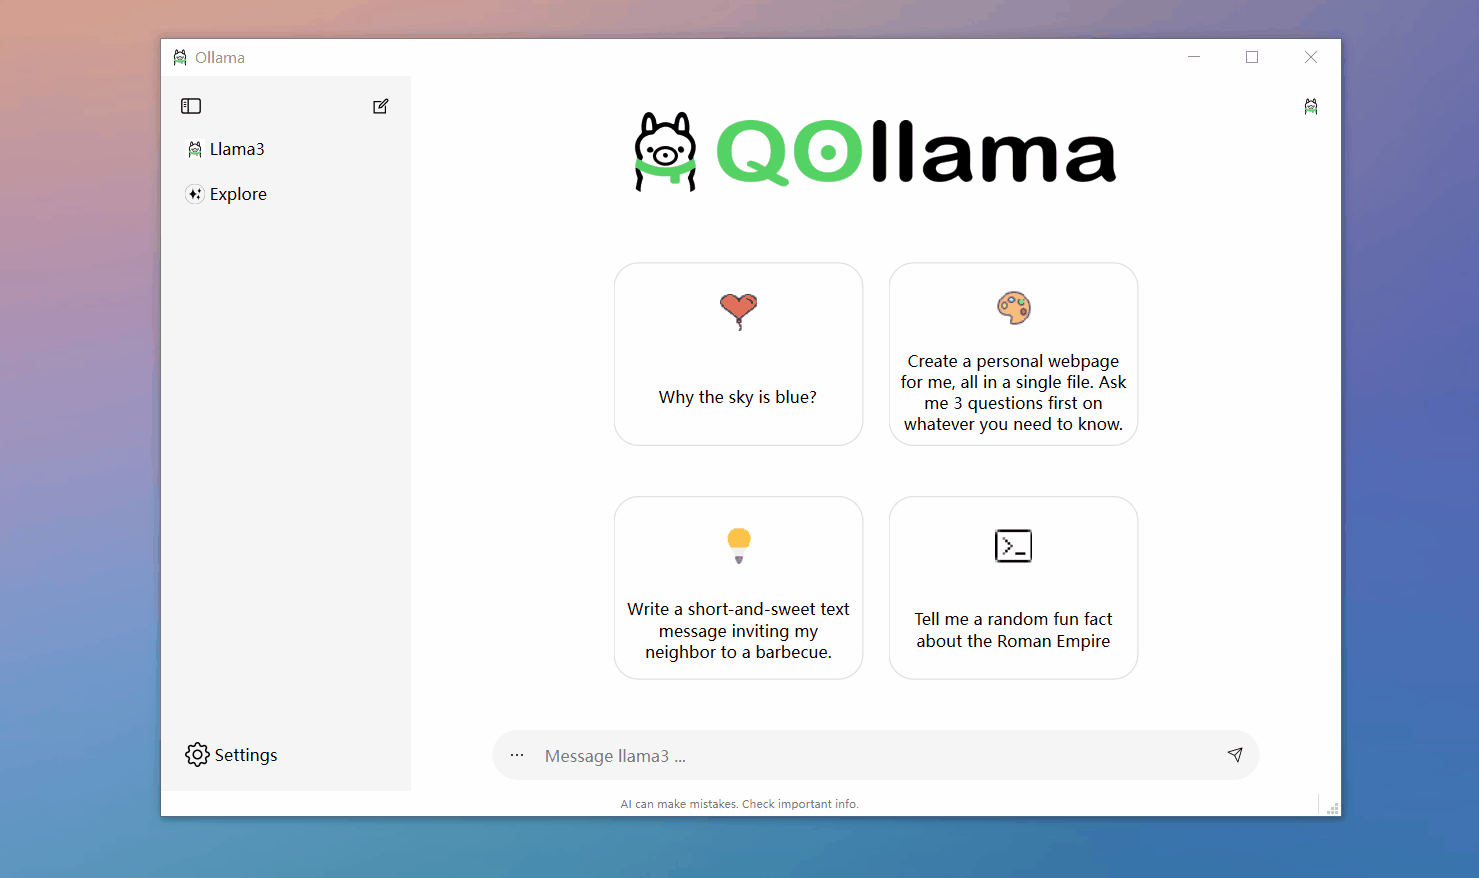 Ollama
Llama3
Explore
QOllama
Why the sky is blue?
Create a personal webpage
for me, all in a single file. Ask
me 3 questions first on
whatever you need to know.
Write a short-and-sweet text
message inviting my
neighbor to a barbecue.
Tell me a random fun fact
about the Roman Empire
Settings
Message llama3 ...
AI can make mistakes. Check important info.